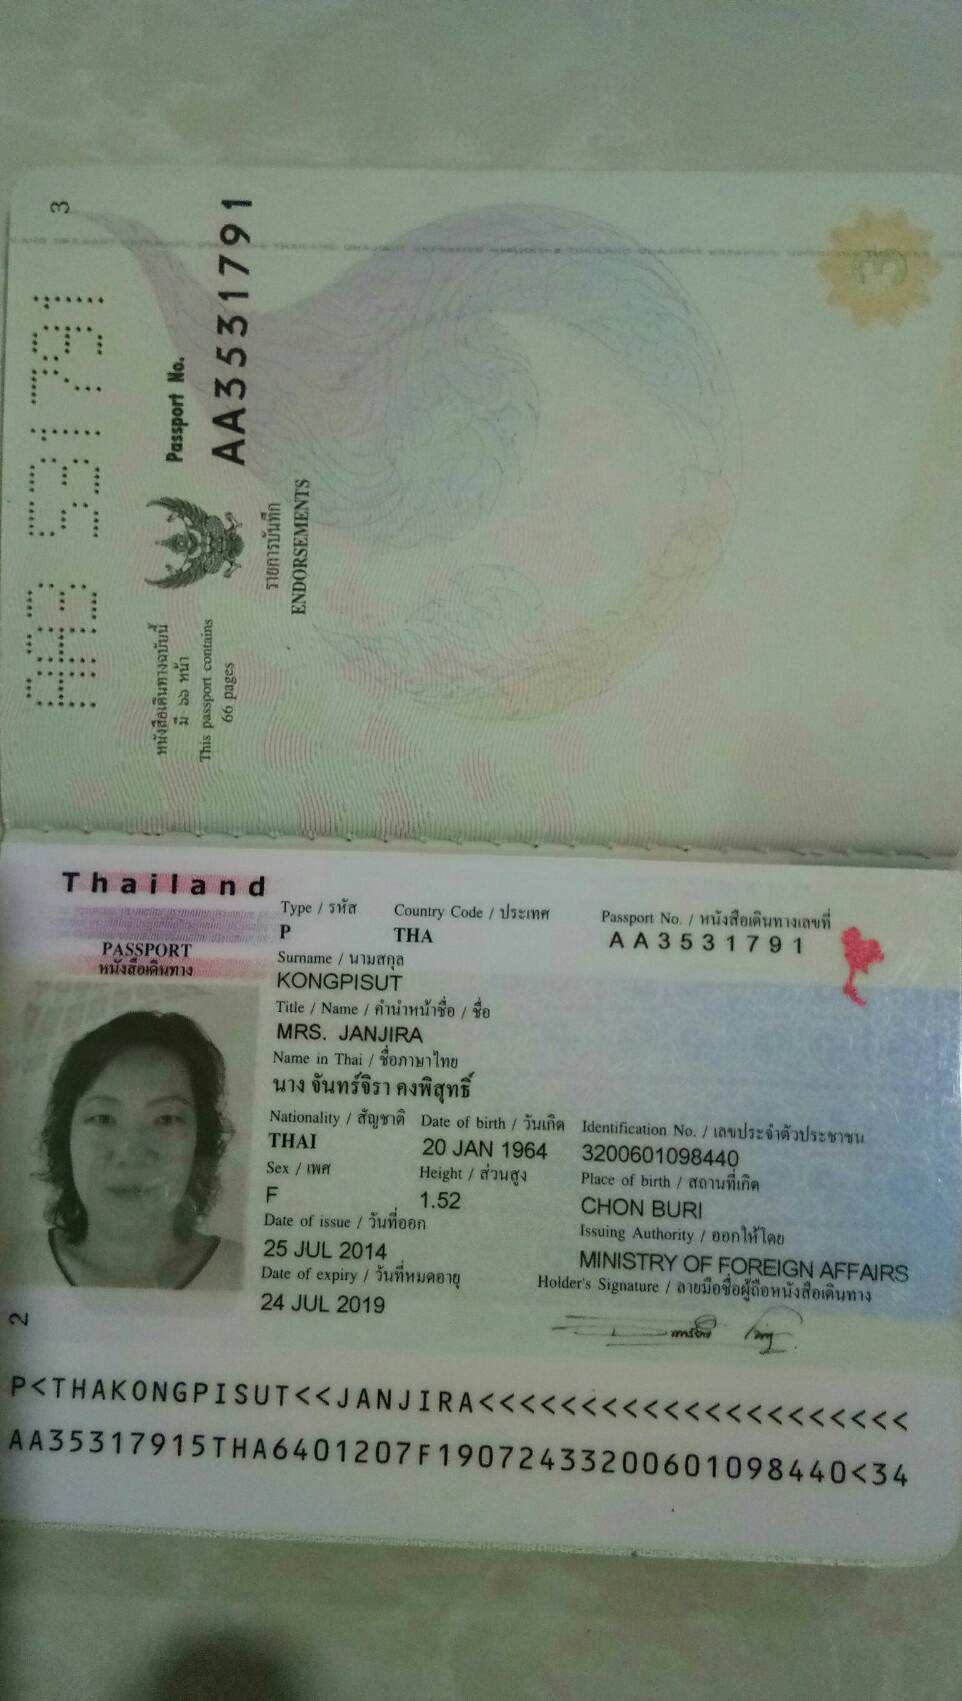 3
AA3531791
Passport No.
AA3531791
หนังสือเดินทางฉบับนี้
มี ๖๖ หน้า
This passport contains
66 pages
รายการบันทึก
ENDORSEMENTS
3
Thailand
PASSPORT
หนังสือเดินทาง
Type / รหัส Country Code / ประเทศ Passport No. / หนังสือเดินทางเลขที่
P THA AA3531791
Surname / นามสกุล
KONGPISUT
Title / Name / คำนำหน้าชื่อ / ชื่อ
MRS. JANJIRA
Name in Thai / ชื่อภาษาไทย
นาง จันทร์จิรา คงพิสุทธิ์
Nationality / สัญชาติ Date of birth / วันเกิด Identification No. / เลขประจำตัวประชาชน
THAI 20 JAN 1964 3200601098440
Sex / เพศ Height / ส่วนสูง Place of birth / สถานที่เกิด
F 1.52 CHON BURI
Date of issue / วันที่ออก Issuing Authority / ออกให้โดย
25 JUL 2014 MINISTRY OF FOREIGN AFFAIRS
Date of expiry / วันที่หมดอายุ Holder's Signature / ลายมือชื่อผู้ถือหนังสือเดินทาง
24 JUL 2019
2
P<THAKONGPISUT<<JANJIRA<<<<<<<<<<<<<<<<<<<<<
AA35317915THA6401207F1907243320060109844​0<34